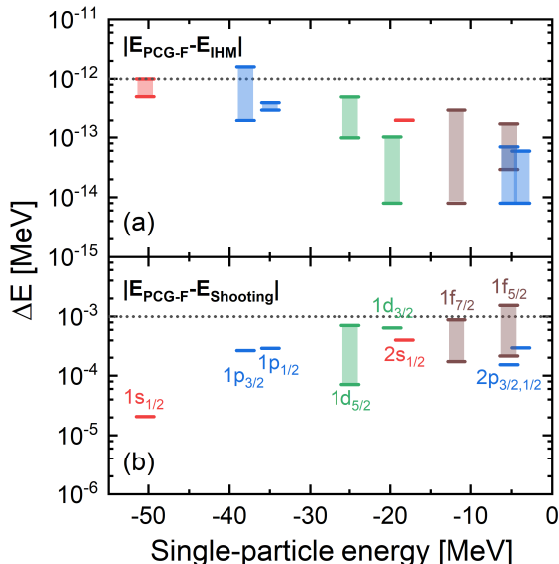 10⁻¹¹
|E_PCG-F-E_IHM|
10⁻¹²
10⁻¹³
10⁻¹⁴
(a)
10⁻¹⁵
ΔE [MeV]
|E_PCG-F-E_Shooting|
10⁻³
1d_3/2
1f_7/2
1f_5/2
1p_3/2
1p_1/2
2s_1/2
2p_3/2,1/2
10⁻⁴
1s_1/2
1d_5/2
10⁻⁵
(b)
10⁻⁶
-50 -40 -30 -20 -10 0
Single-particle energy [MeV]